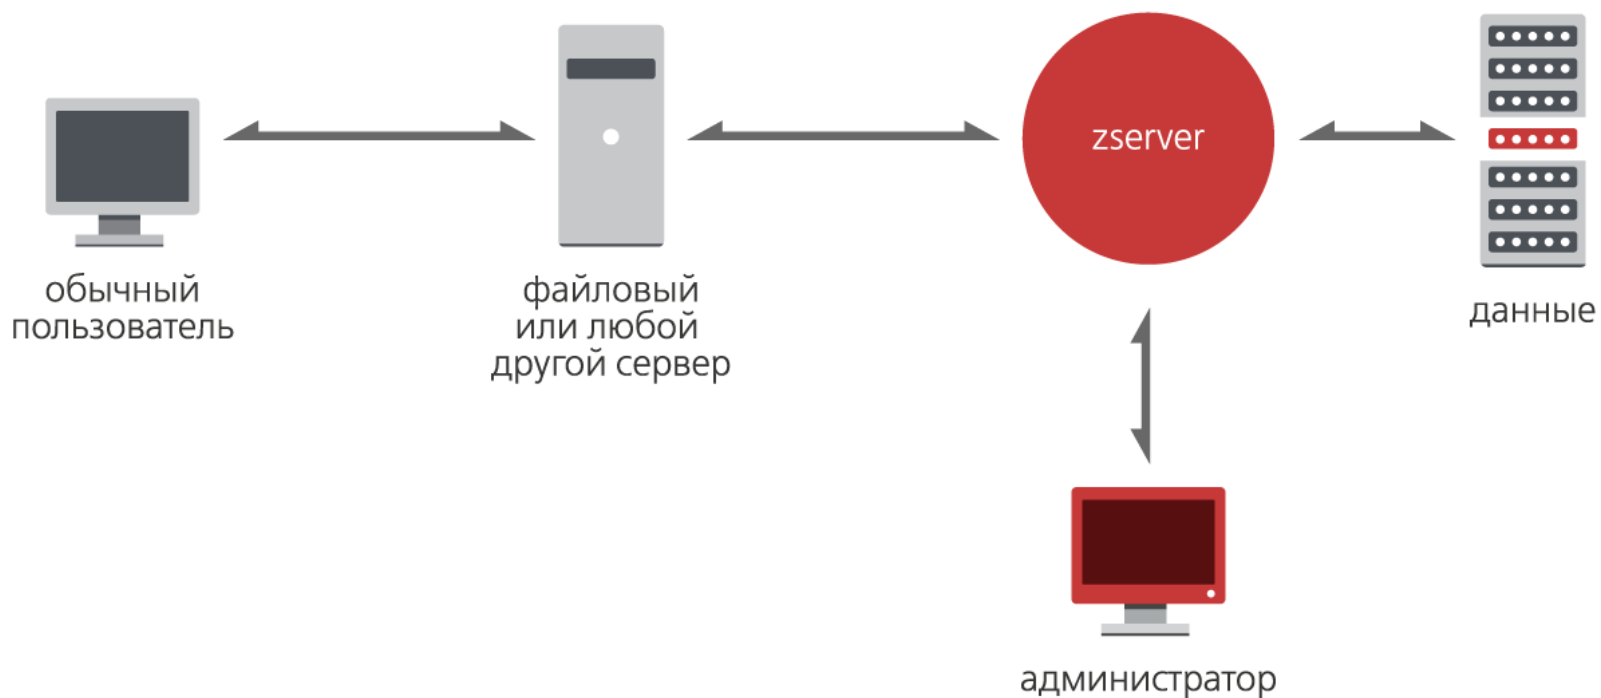 zserver
обычный
пользователь
файловый
или любой
другой сервер
данные
администратор